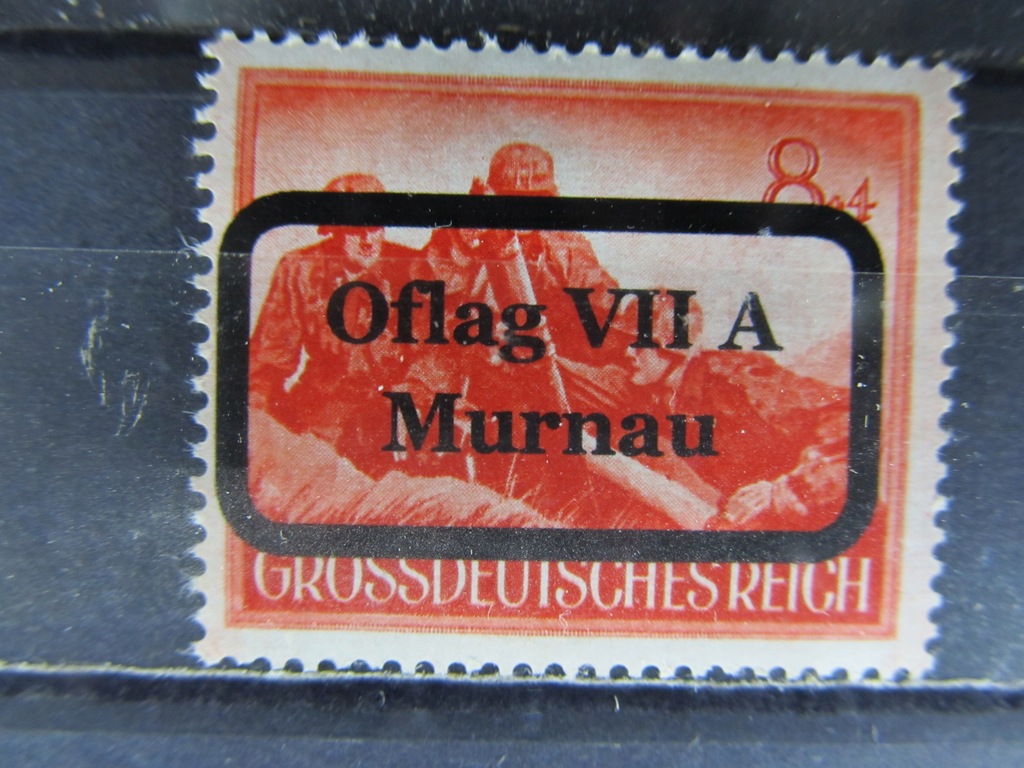 8+4
Oflag VII A
Murnau
GROSSDEUTSCHES REICH